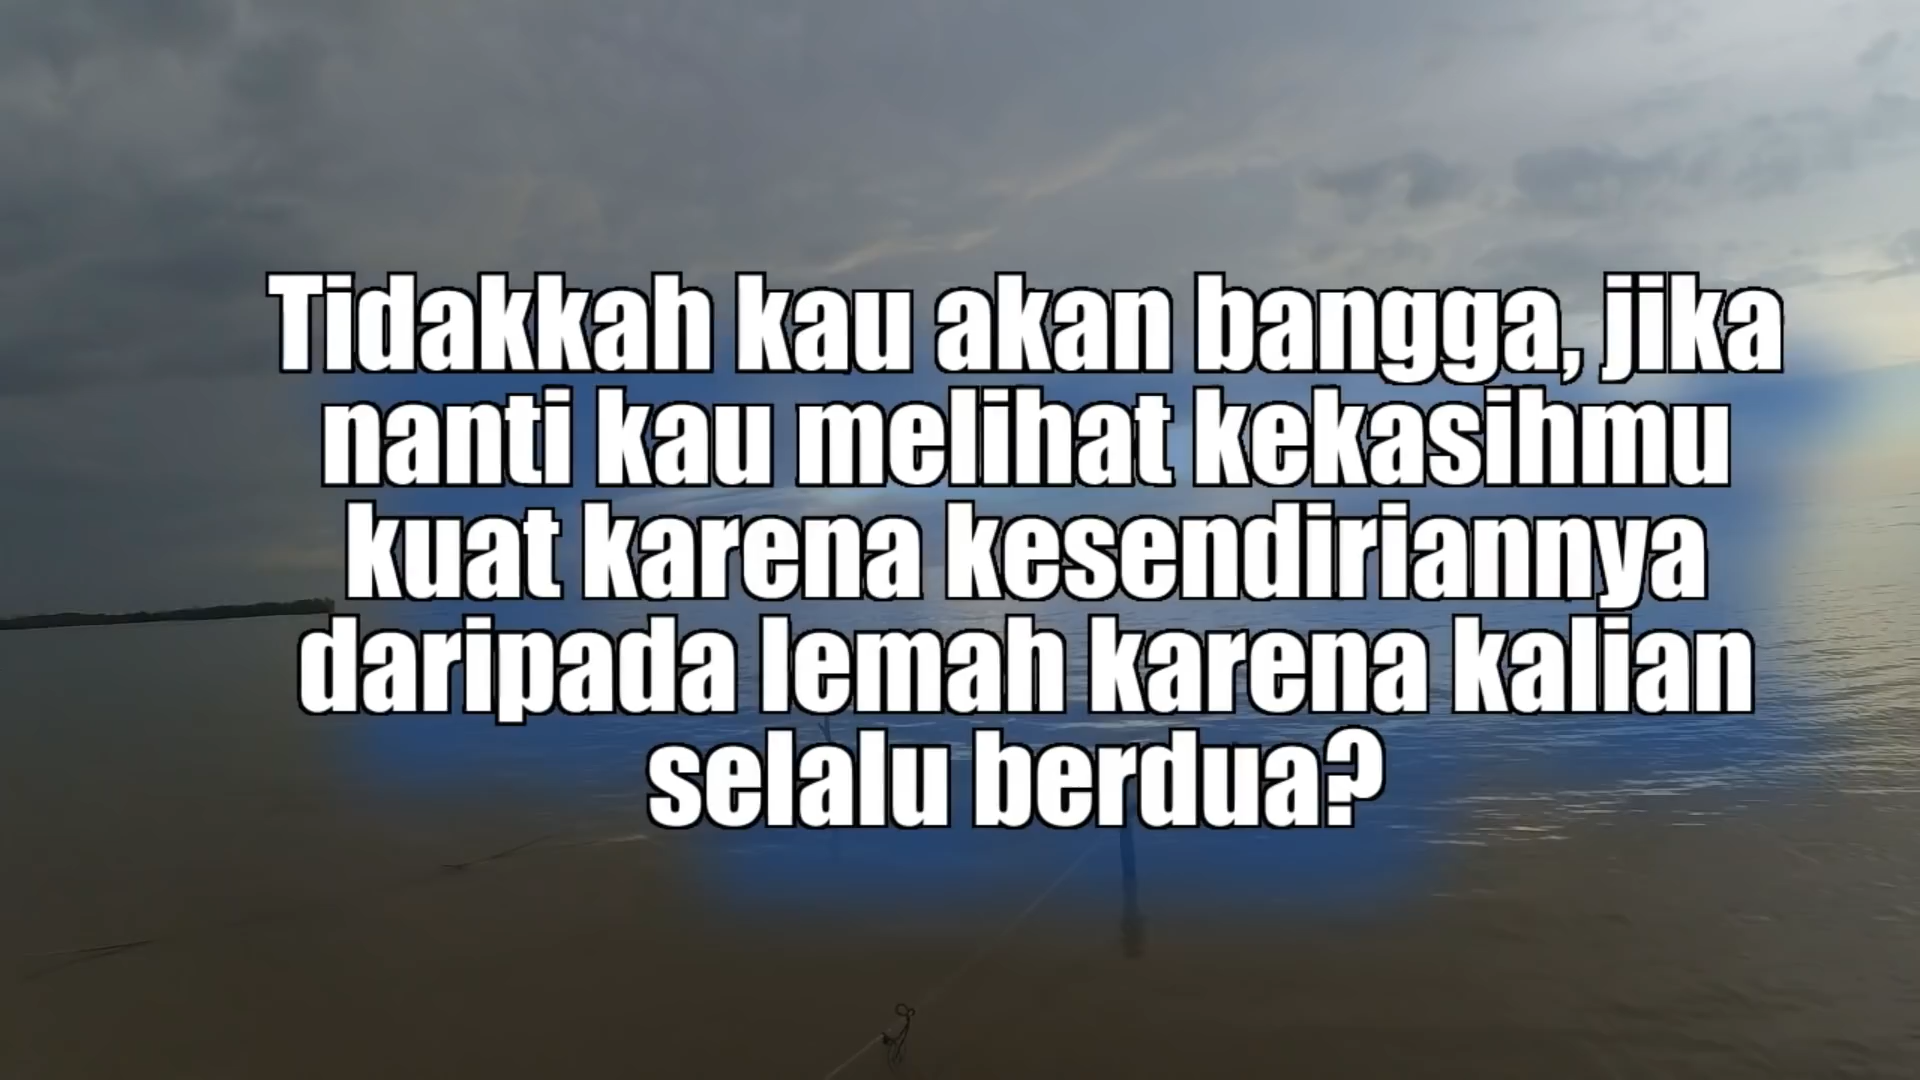 Tidakkah kau akan bangga, jika
nanti kau melihat kekasihmu
kuat karena kesendiriannya
daripada lemah karena kalian
selalu berdua?